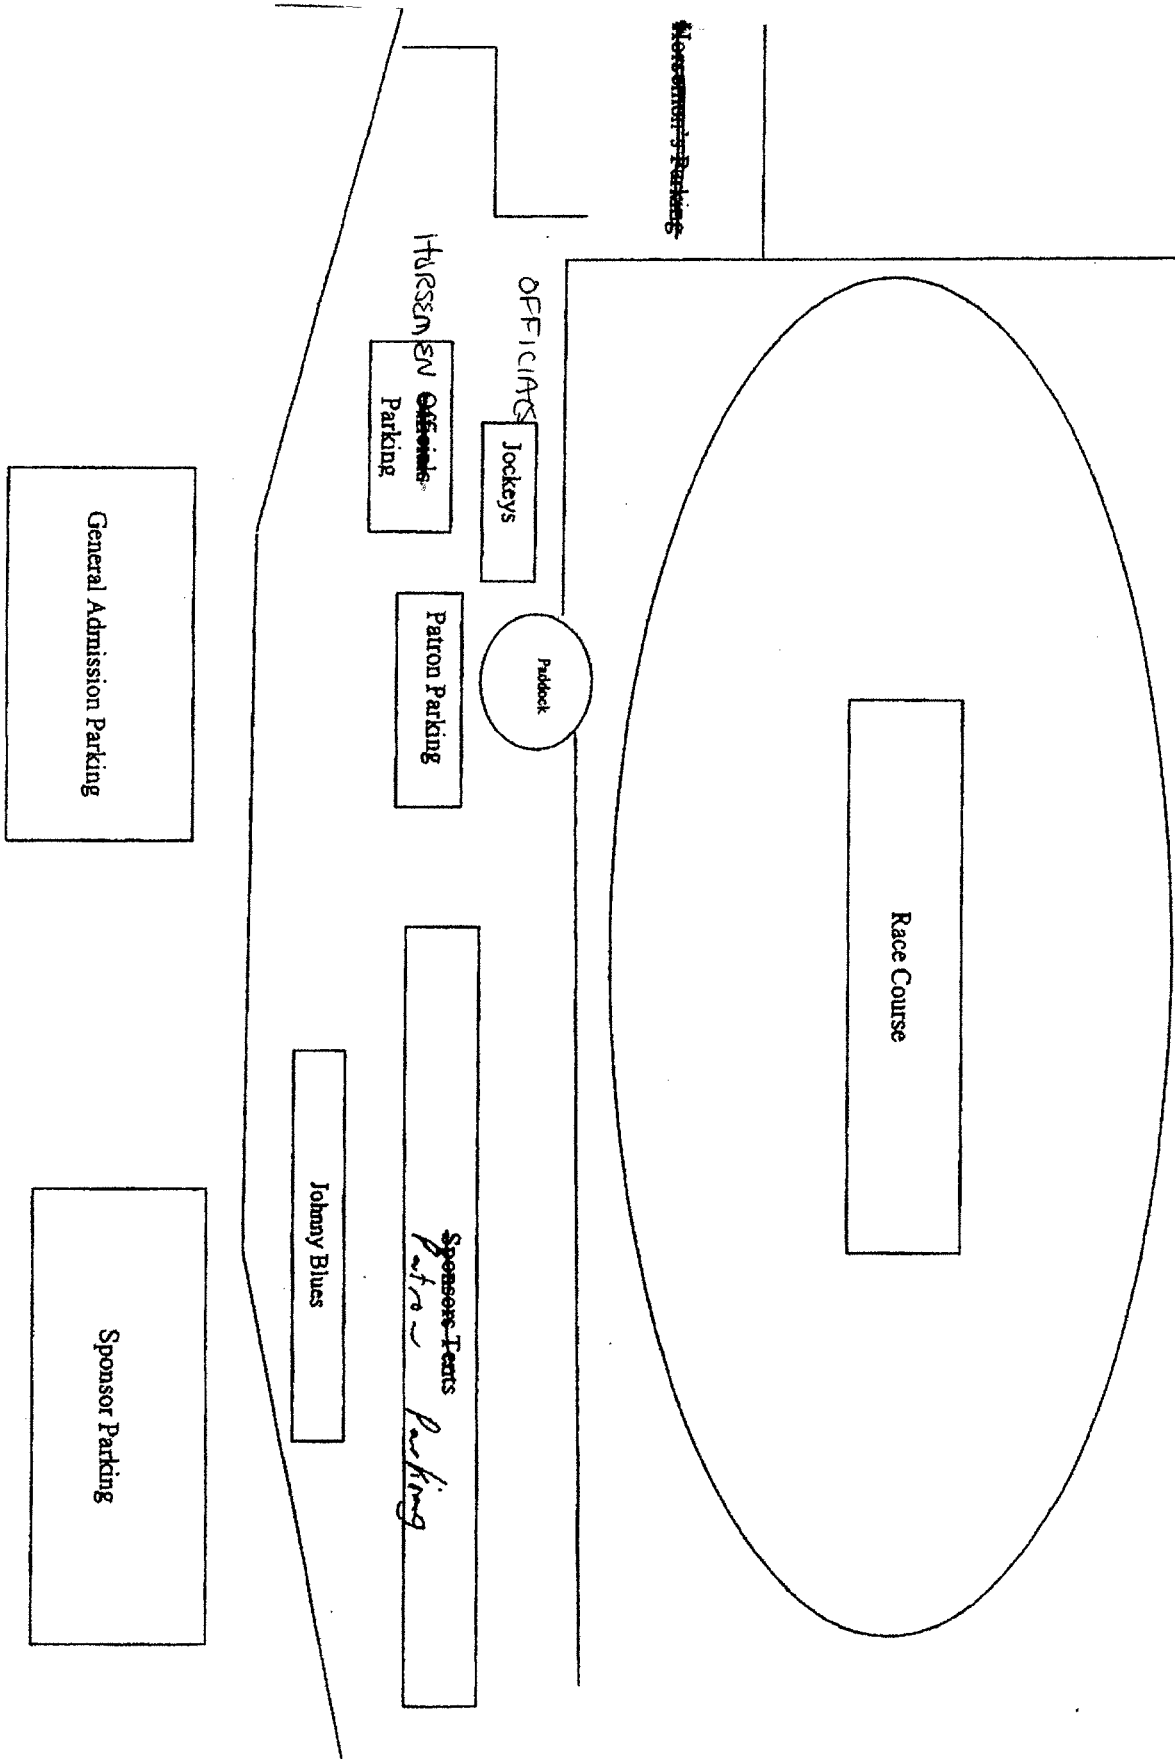 Horsemen's Parking
Race Course
OFFICIALS
Jockeys
Paddock
HORSEMEN Officials
Parking
Patron Parking
Sponsors Tents
Patron Parking
Johnny Blues
General Admission Parking
Sponsor Parking